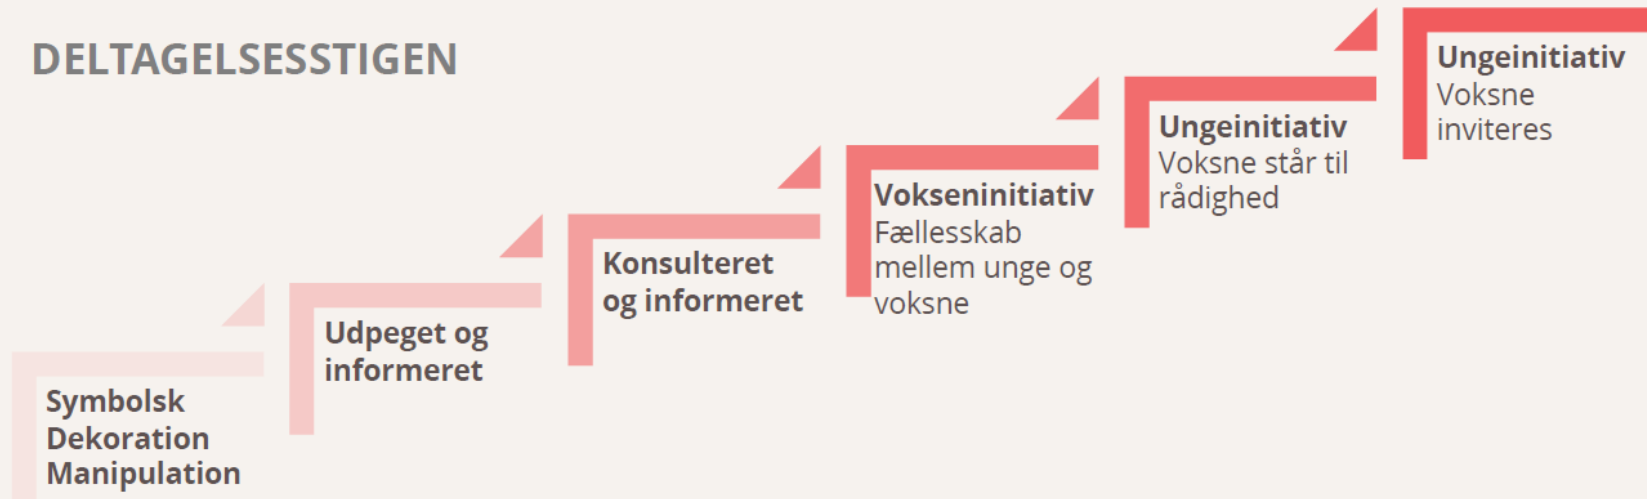 DELTAGELSESSTIGEN
Symbolsk
Dekoration
Manipulation
Udpeget og
informeret
Konsulteret
og informeret
Vokseninitiativ
Fællesskab
mellem unge og
voksne
Ungeinitiativ
Voksne står til
rådighed
Ungeinitiativ
Voksne
inviteres